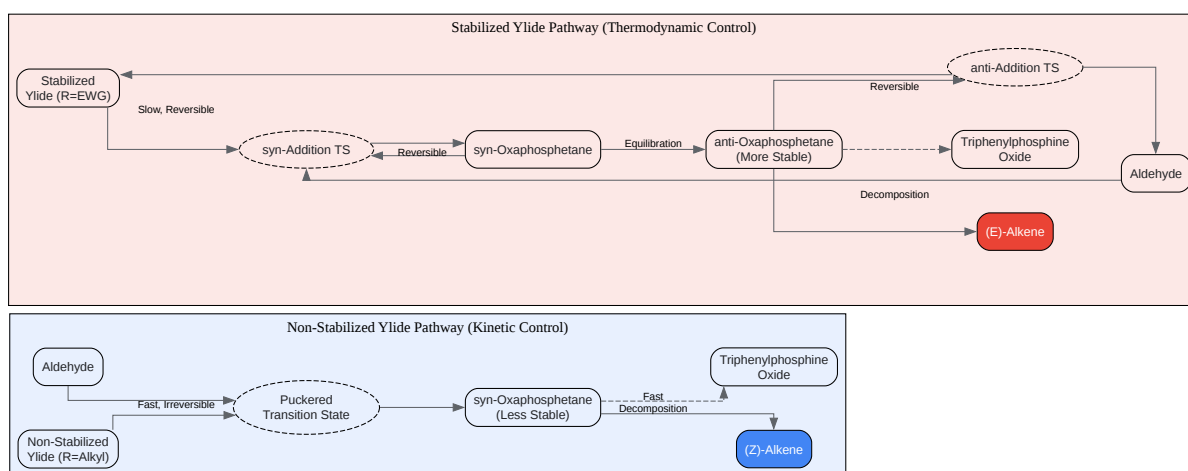 Stabilized Ylide Pathway (Thermodynamic Control)
anti-Addition TS
Stabilized
Ylide (R=EWG)
Reversible
Slow, Reversible
syn-Addition TS
Reversible
syn-Oxaphosphetane
Equilibration
anti-Oxaphosphetane
(More Stable)
Triphenylphosphine
Oxide
Aldehyde
Decomposition
(E)-Alkene
Non-Stabilized Ylide Pathway (Kinetic Control)
Aldehyde
Fast, Irreversible
Non-Stabilized
Ylide (R=Alkyl)
Puckered
Transition State
syn-Oxaphosphetane
(Less Stable)
Fast
Decomposition
Triphenylphosphine
Oxide
(Z)-Alkene